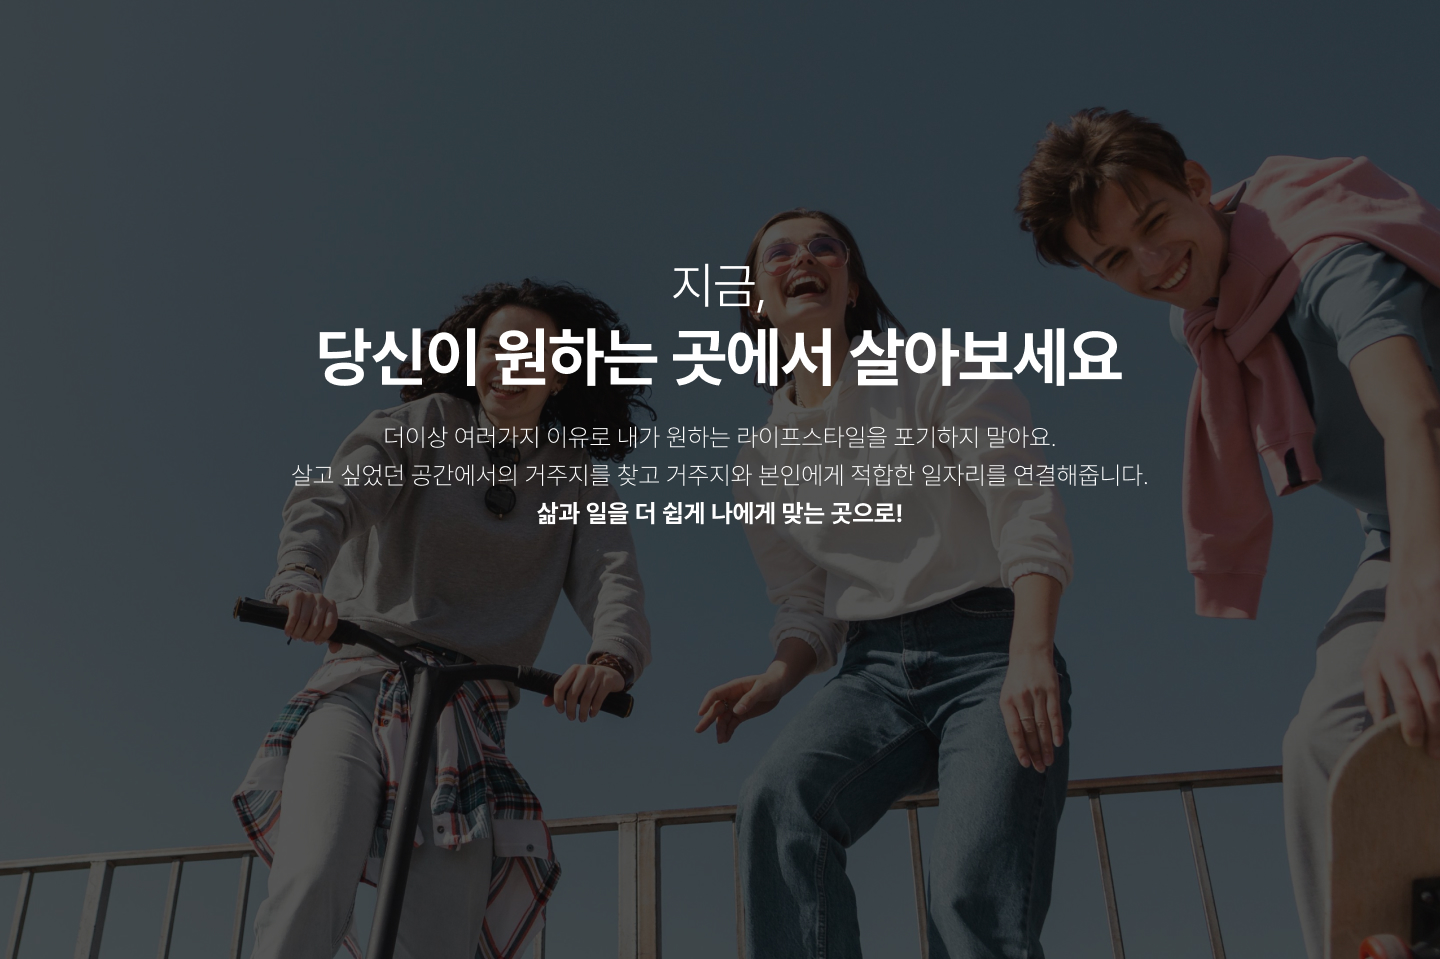 지금,
당신이 원하는 곳에서 살아보세요
더이상 여러가지 이유로 내가 원하는 라이프스타일을 포기하지 말아요.
살고 싶었던 공간에서의 거주지를 찾고 거주지와 본인에게 적합한 일자리를 연결해줍니다.
삶과 일을 더 쉽게 나에게 맞는 곳으로!